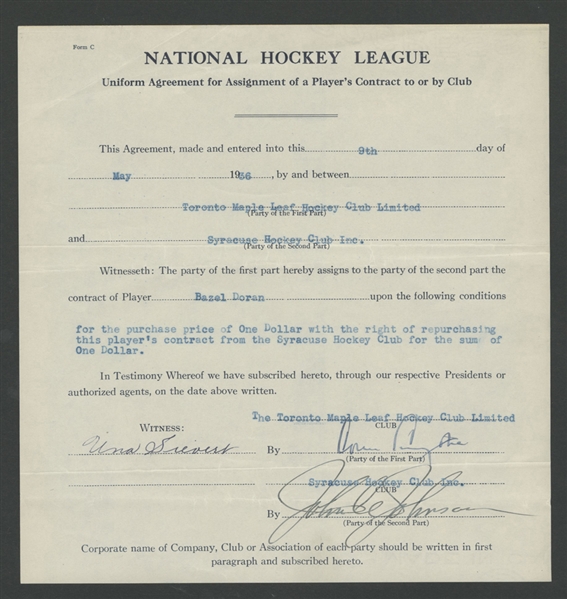 Form C
NATIONAL HOCKEY LEAGUE
Uniform Agreement for Assignment of a Player's Contract to or by Club
This Agreement, made and entered into this 9th day of
May 1936, by and between
Toronto Maple Leaf Hockey Club Limited
(Party of the First Part)
and Syracuse Hockey Club Inc.
(Party of the Second Part)
Witnesseth: The party of the first part hereby assigns to the party of the second part the
contract of Player Bazel Doran upon the following conditions
for the purchase price of One Dollar with the right of repurchasing
this player's contract from the Syracuse Hockey Club for the sum of
One Dollar.
In Testimony Whereof we have subscribed hereto, through our respective Presidents or
authorized agents, on the date above written.
The Toronto Maple Leaf Hockey Club Limited
WITNESS: CLUB
Una Sievert By
(Party of the First Part)
Syracuse Hockey Club Inc.
CLUB
By John C Johnson
(Party of the Second Part)
Corporate name of Company, Club or Association of each party should be written in first
paragraph and subscribed hereto.